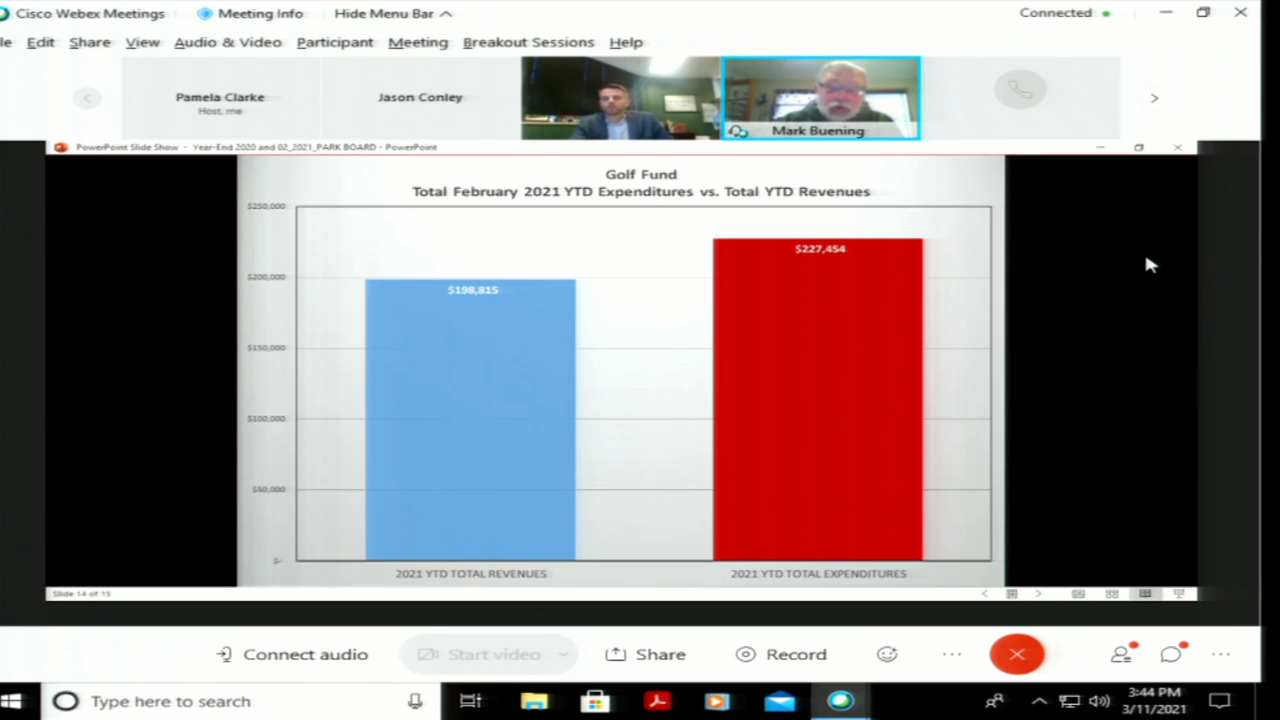 Cisco Webex Meetings Meeting Info Hide Menu Bar Connected
le Edit Share View Audio & Video Participant Meeting Breakout Sessions Help
Pamela Clarke
Host, me
Jason Conley
Mark Buening
PowerPoint Slide Show - Year-End 2020 and 02_2021_PARK BOARD - PowerPoint
Golf Fund
Total February 2021 YTD Expenditures vs. Total YTD Revenues
$250,000
$227,454
$200,000
$198,815
$150,000
$100,000
$50,000
$-
2021 YTD TOTAL REVENUES 2021 YTD TOTAL EXPENDITURES
Slide 14 of 15
Connect audio Start video Share Record
Type here to search
3:44 PM
3/11/2021